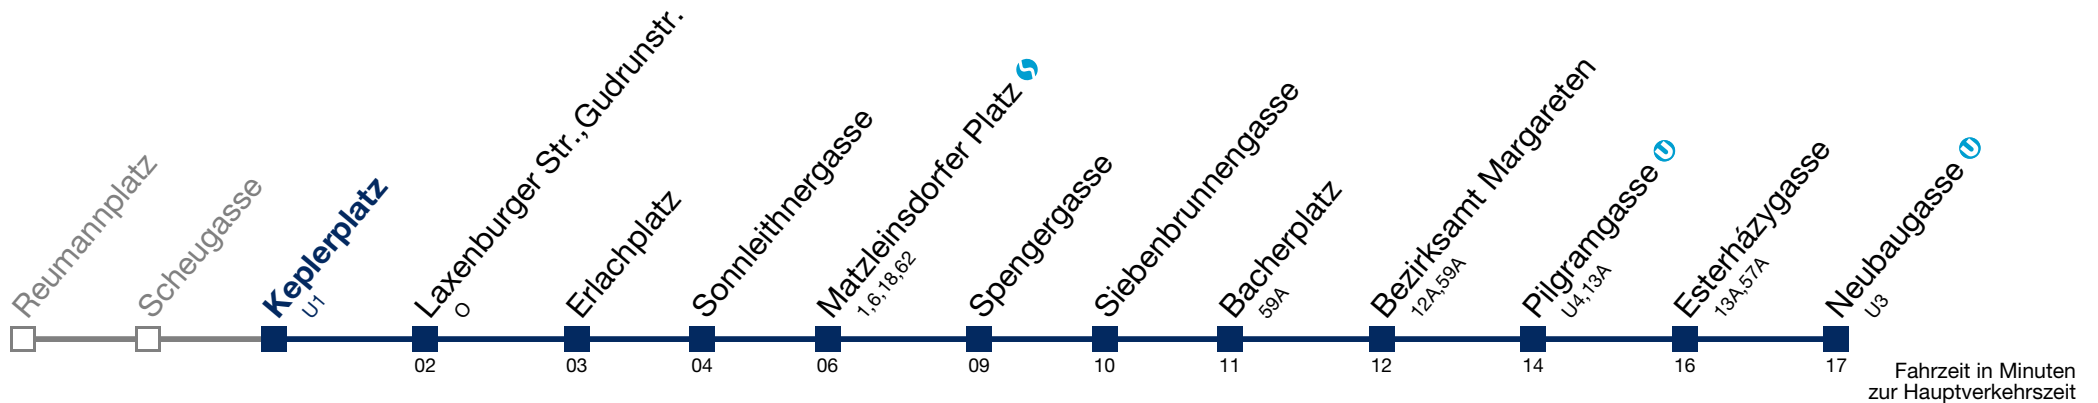 Reumannplatz
Scheugasse
Keplerplatz
U1
Laxenburger Str.,Gudrunstr.
O
Erlachplatz
Sonnleithnergasse
Matzleinsdorfer Platz
1,6,18,62
Spengergasse
Siebenbrunnengasse
Bacherplatz
59A
Bezirksamt Margareten
12A,59A
Pilgramgasse
U4,13A
Esterházygasse
13A,57A
Neubaugasse
U3
02 03 04 06 09 10 11 12 14 16 17
Fahrzeit in Minuten
zur Hauptverkehrszeit